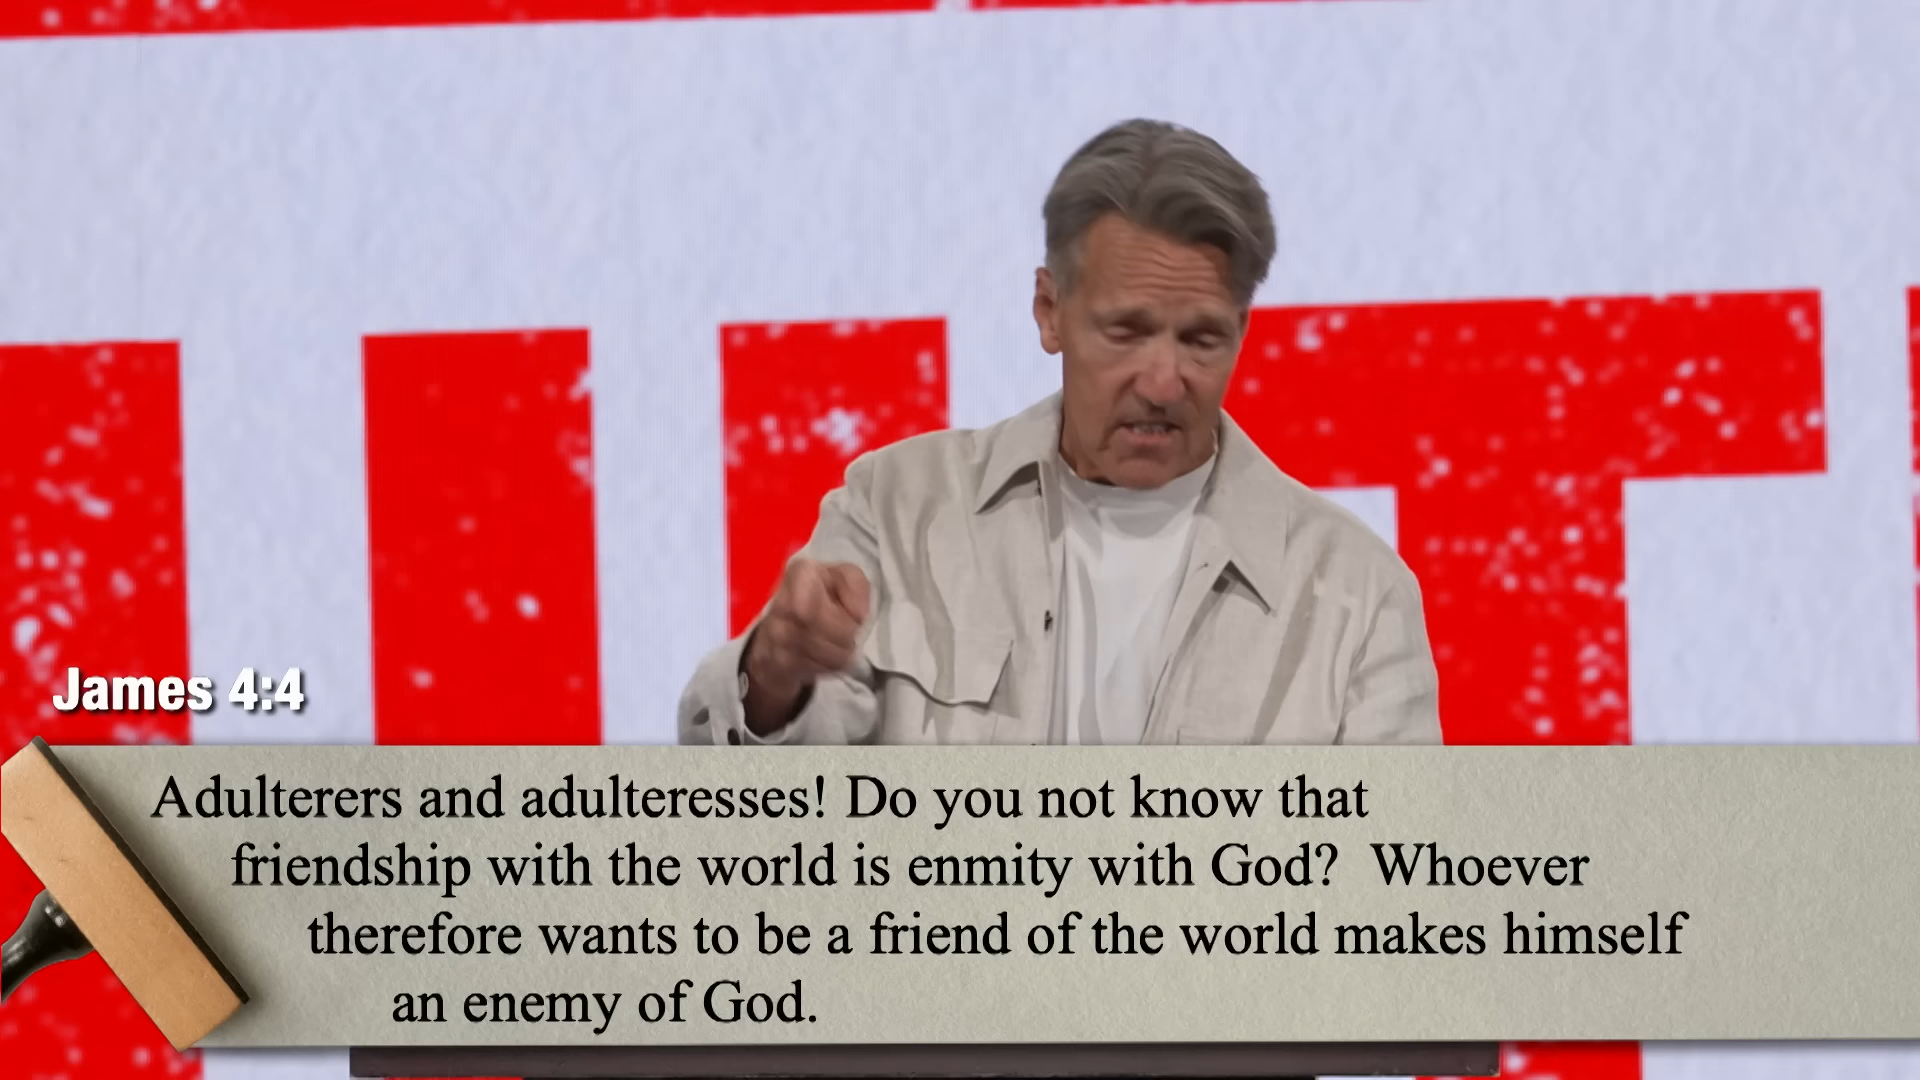 James 4:4
Adulterers and adulteresses! Do you not know that
friendship with the world is enmity with God?  Whoever
therefore wants to be a friend of the world makes himself
an enemy of God.